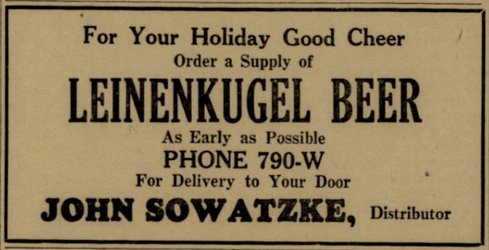 For Your Holiday Good Cheer
Order a Supply of
LEINENKUGEL BEER
As Early as Possible
PHONE 790-W
For Delivery to Your Door
JOHN SOWATZKE, Distributor